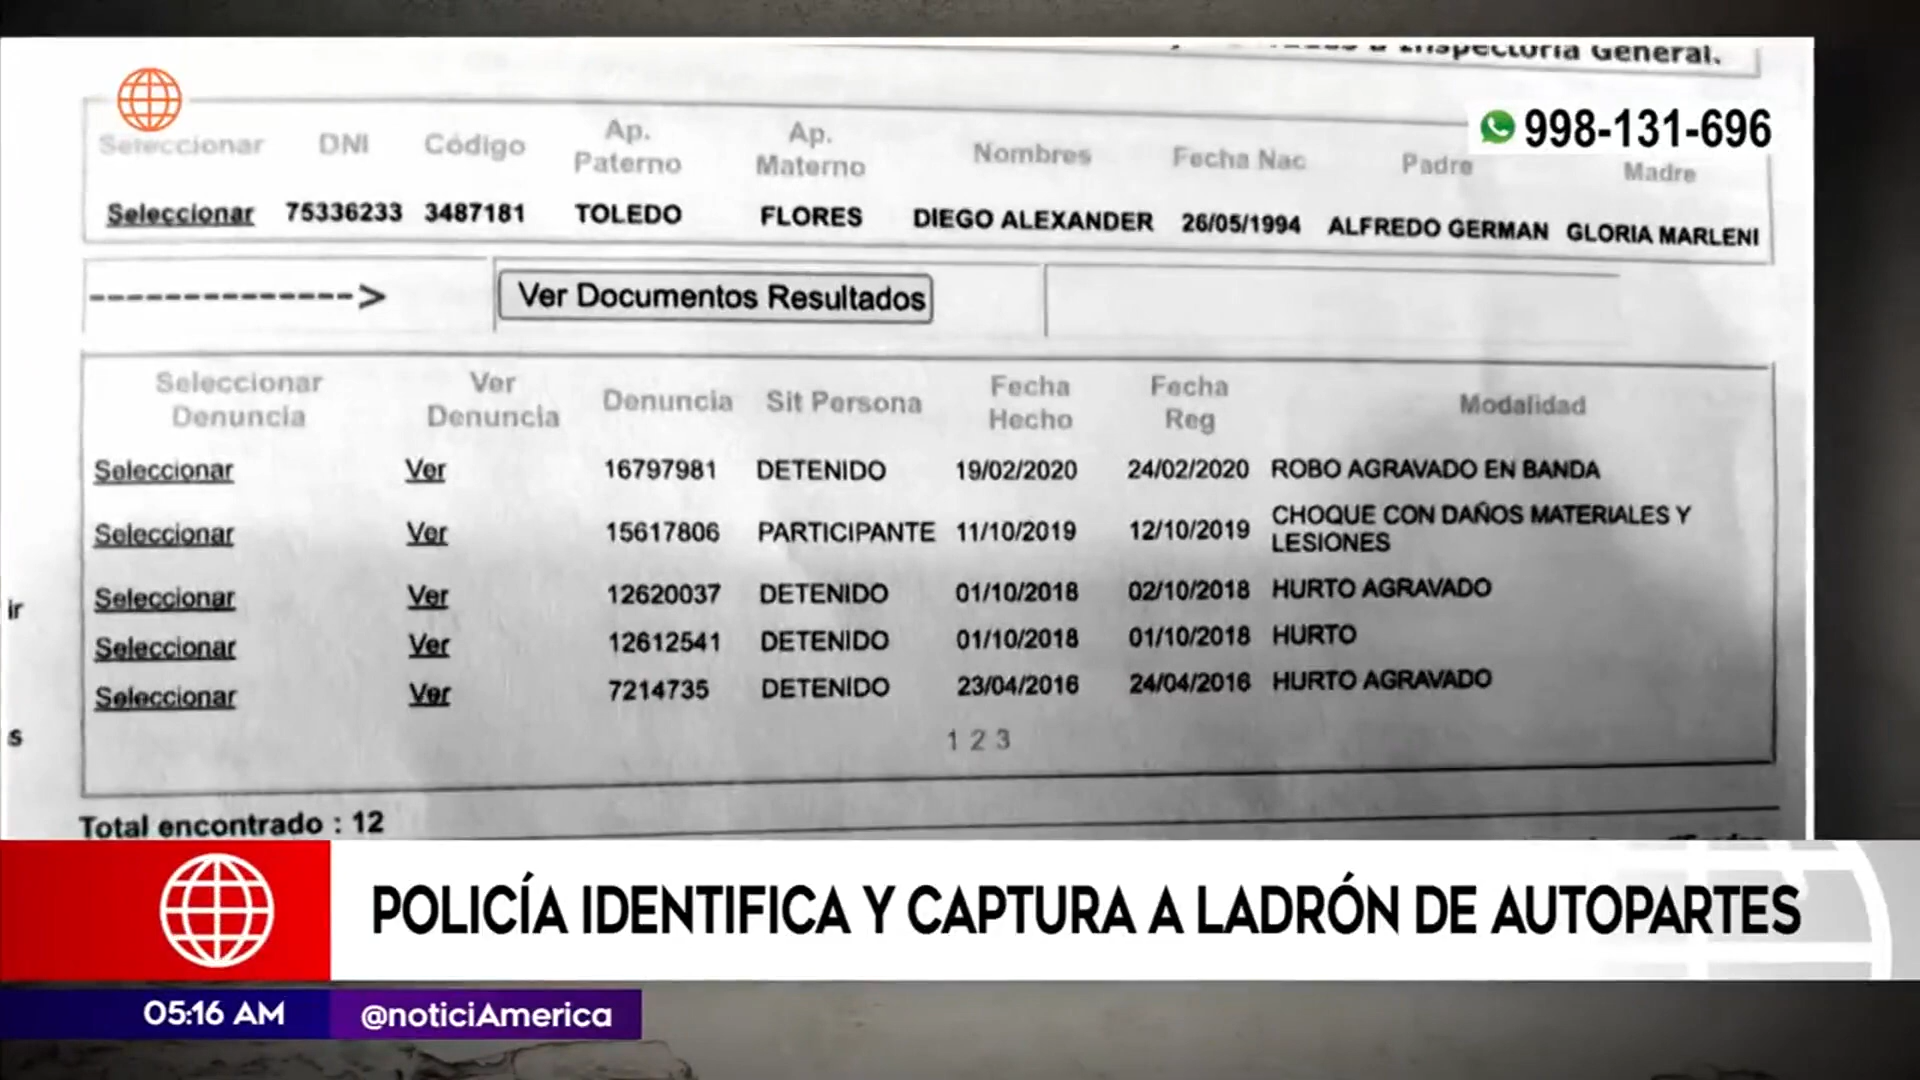 Inspectoría General.
998-131-696
Seleccionar DNI Código Ap. Paterno Ap. Materno Nombres Fecha Nac Padre Madre
Seleccionar 75336233 3487181 TOLEDO FLORES DIEGO ALEXANDER 26/05/1994 ALFREDO GERMAN GLORIA MARLENI
--------------> Ver Documentos Resultados
Seleccionar Denuncia Ver Denuncia Denuncia Sit Persona Fecha Hecho Fecha Reg Modalidad
Seleccionar Ver 16797981 DETENIDO 19/02/2020 24/02/2020 ROBO AGRAVADO EN BANDA
Seleccionar Ver 15617806 PARTICIPANTE 11/10/2019 12/10/2019 CHOQUE CON DAÑOS MATERIALES Y LESIONES
Seleccionar Ver 12620037 DETENIDO 01/10/2018 02/10/2018 HURTO AGRAVADO
Seleccionar Ver 12612541 DETENIDO 01/10/2018 01/10/2018 HURTO
Seleccionar Ver 7214735 DETENIDO 23/04/2016 24/04/2016 HURTO AGRAVADO
1 2 3
ir
s
Total encontrado : 12
POLICÍA IDENTIFICA Y CAPTURA A LADRÓN DE AUTOPARTES
05:16 AM @noticiAmerica